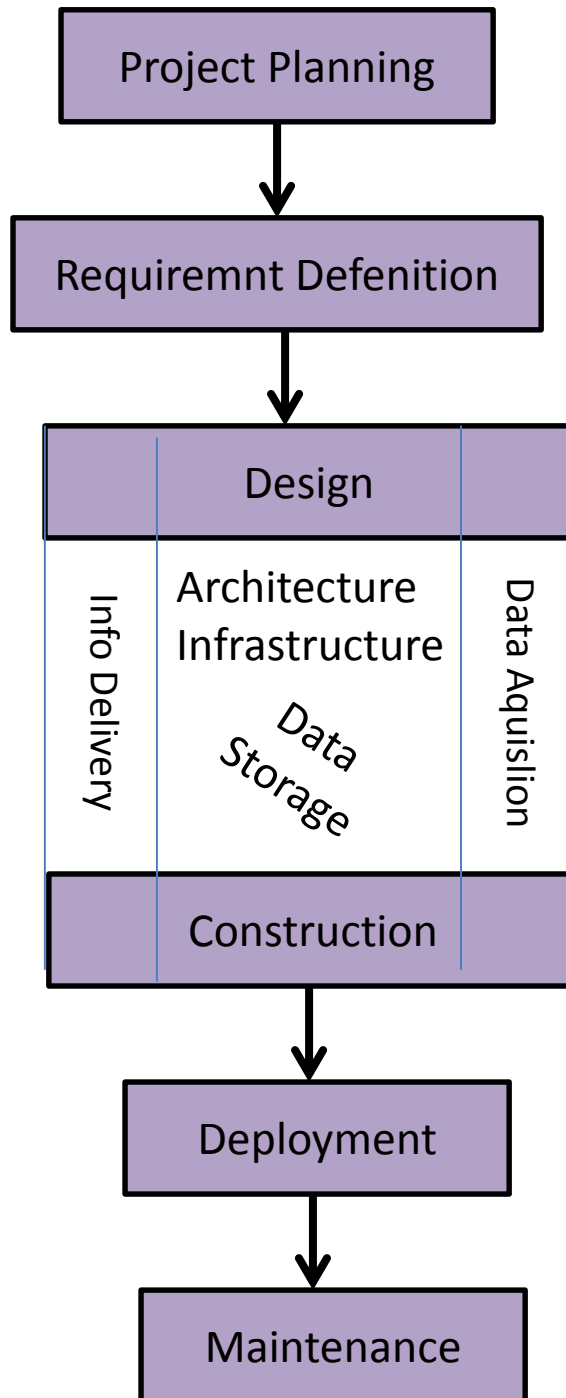 Project Planning
Requiremnt Defenition
Design
Info Delivery
Architecture
Infrastructure
Data
Storage
Data Aquislion
Construction
Deployment
Maintenance